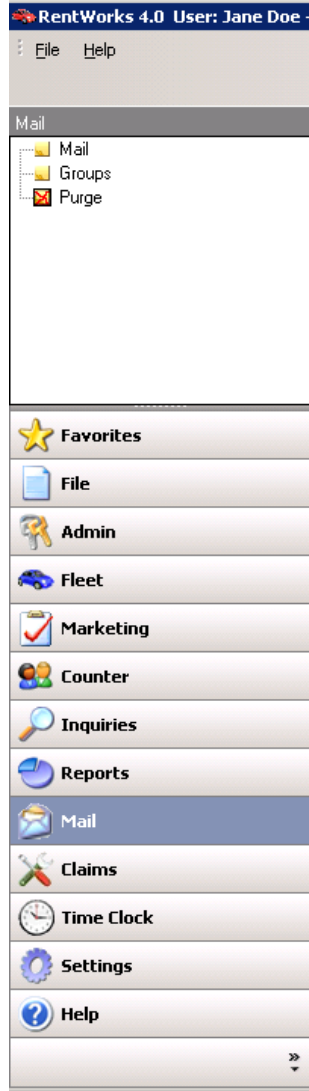 RentWorks 4.0 User: Jane Doe -
File Help
Mail
Mail
Groups
Purge
Favorites
File
Admin
Fleet
Marketing
Counter
Inquiries
Reports
Mail
Claims
Time Clock
Settings
Help